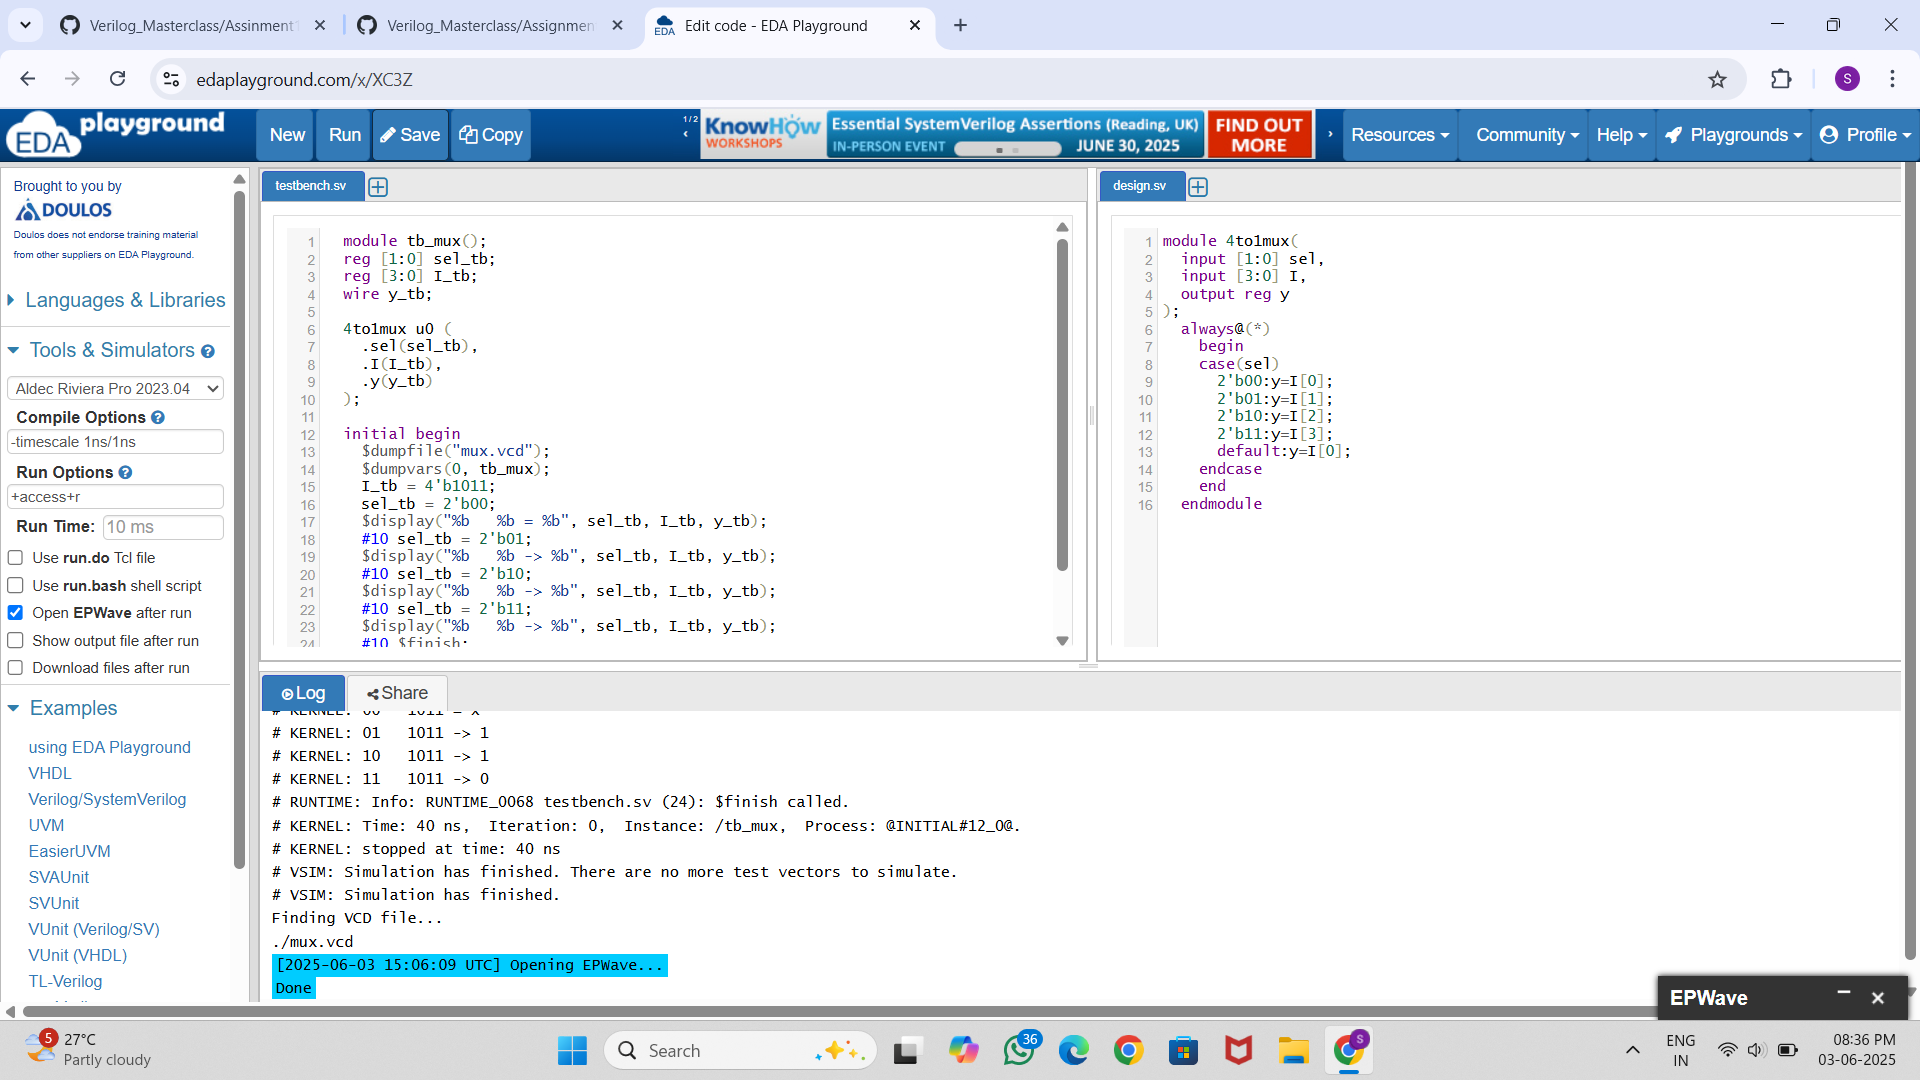 Verilog_Masterclass/Assinment1
Verilog_Masterclass/Assignmen
EDA
Edit code - EDA Playground
edaplayground.com/x/XC3Z
S
EDA playground
New
Run
Save
Copy
1/2
KnowHow
WORKSHOPS
Essential SystemVerilog Assertions (Reading, UK)
IN-PERSON EVENT
JUNE 30, 2025
FIND OUT
MORE
Resources
Community
Help
Playgrounds
Profile
Brought to you by
DOULOS
Doulos does not endorse training material
from other suppliers on EDA Playground.
Languages & Libraries
Tools & Simulators
Aldec Riviera Pro 2023.04
Compile Options
-timescale 1ns/1ns
Run Options
+access+r
Run Time:
10 ms
Use run.do Tcl file
Use run.bash shell script
Open EPWave after run
Show output file after run
Download files after run
Examples
using EDA Playground
VHDL
Verilog/SystemVerilog
UVM
EasierUVM
SVAUnit
SVUnit
VUnit (Verilog/SV)
VUnit (VHDL)
TL-Verilog
testbench.sv
1 module tb_mux();
2 reg [1:0] sel_tb;
3 reg [3:0] I_tb;
4 wire y_tb;
5
6 4to1mux u0 (
7 .sel(sel_tb),
8 .I(I_tb),
9 .y(y_tb)
10 );
11
12 initial begin
13 $dumpfile("mux.vcd");
14 $dumpvars(0, tb_mux);
15 I_tb = 4'b1011;
16 sel_tb = 2'b00;
17 $display("%b   %b = %b", sel_tb, I_tb, y_tb);
18 #10 sel_tb = 2'b01;
19 $display("%b   %b -> %b", sel_tb, I_tb, y_tb);
20 #10 sel_tb = 2'b10;
21 $display("%b   %b -> %b", sel_tb, I_tb, y_tb);
22 #10 sel_tb = 2'b11;
23 $display("%b   %b -> %b", sel_tb, I_tb, y_tb);
24 #10 $finish;
design.sv
1 module 4to1mux(
2 input [1:0] sel,
3 input [3:0] I,
4 output reg y
5 );
6 always@(*)
7 begin
8 case(sel)
9 2'b00:y=I[0];
10 2'b01:y=I[1];
11 2'b10:y=I[2];
12 2'b11:y=I[3];
13 default:y=I[0];
14 endcase
15 end
16 endmodule
Log
Share
# KERNEL: 00   1011 = x
# KERNEL: 01   1011 -> 1
# KERNEL: 10   1011 -> 1
# KERNEL: 11   1011 -> 0
# RUNTIME: Info: RUNTIME_0068 testbench.sv (24): $finish called.
# KERNEL: Time: 40 ns,  Iteration: 0,  Instance: /tb_mux,  Process: @INITIAL#12_0@.
# KERNEL: stopped at time: 40 ns
# VSIM: Simulation has finished. There are no more test vectors to simulate.
# VSIM: Simulation has finished.
Finding VCD file...
./mux.vcd
[2025-06-03 15:06:09 UTC] Opening EPWave...
Done
EPWave
5
27°C
Partly cloudy
Search
36
S
ENG
IN
08:36 PM
03-06-2025